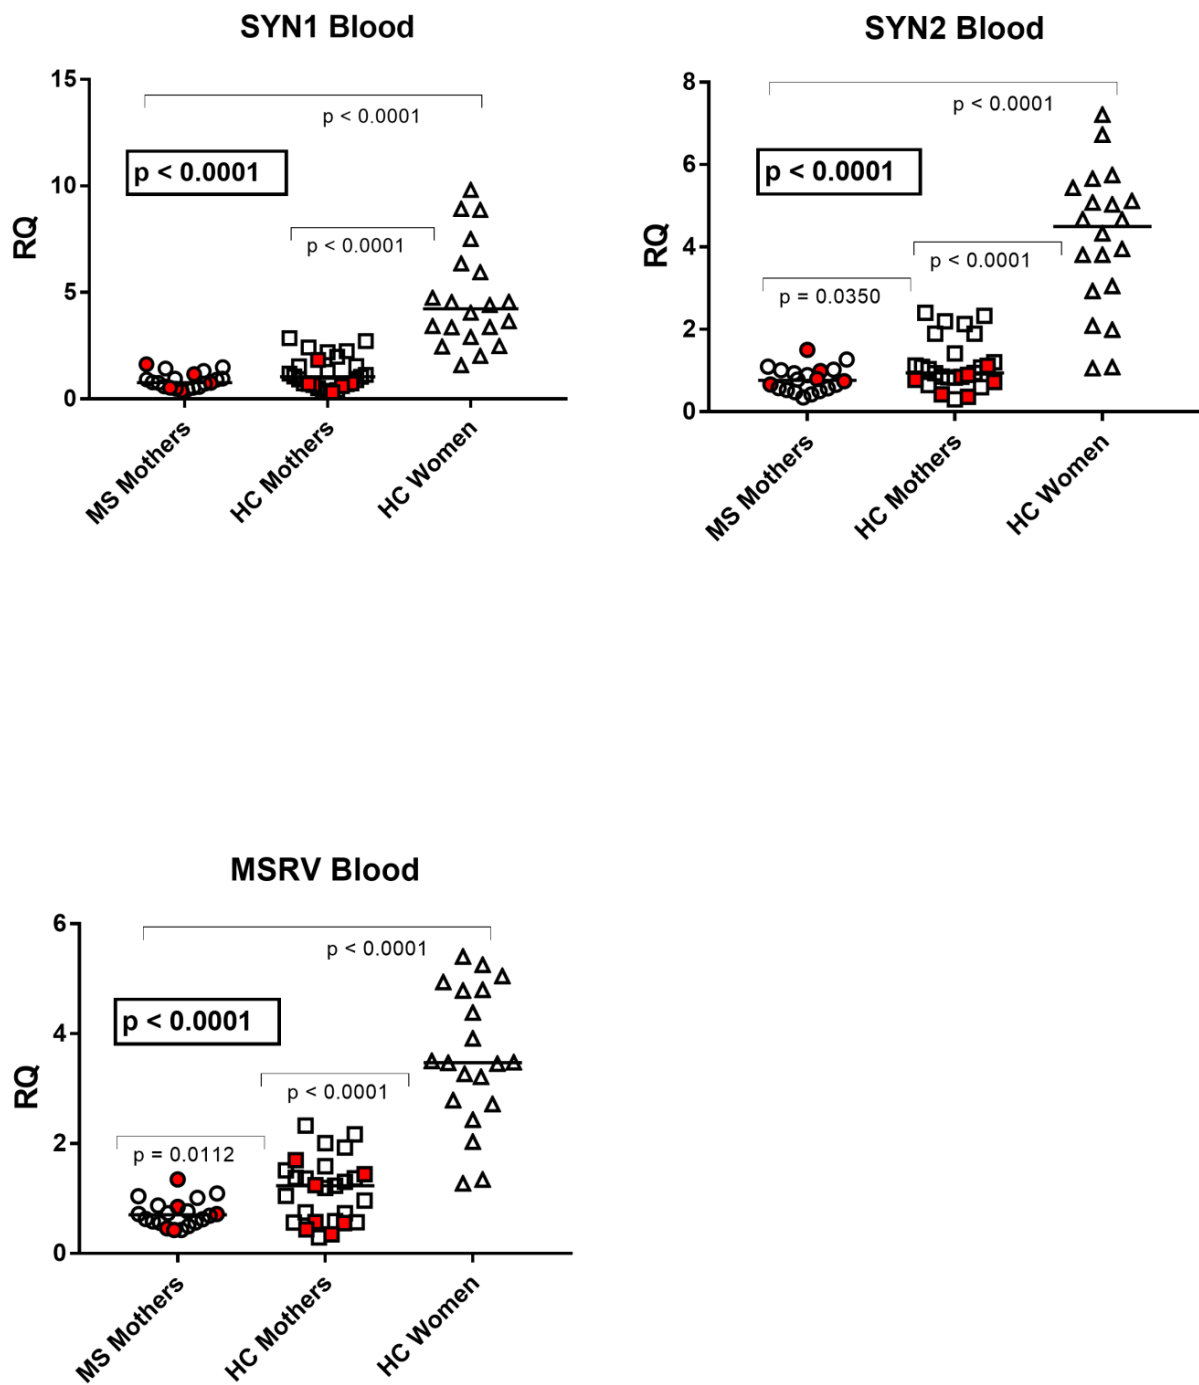 SYN1 Blood
15
10
5
0
RQ
p < 0.0001
p < 0.0001
p < 0.0001
MS Mothers
HC Mothers
HC Women
SYN2 Blood
8
6
4
2
0
RQ
p < 0.0001
p < 0.0001
p < 0.0001
p = 0.0350
MS Mothers
HC Mothers
HC Women
MSRV Blood
6
4
2
0
RQ
p < 0.0001
p < 0.0001
p < 0.0001
p = 0.0112
MS Mothers
HC Mothers
HC Women